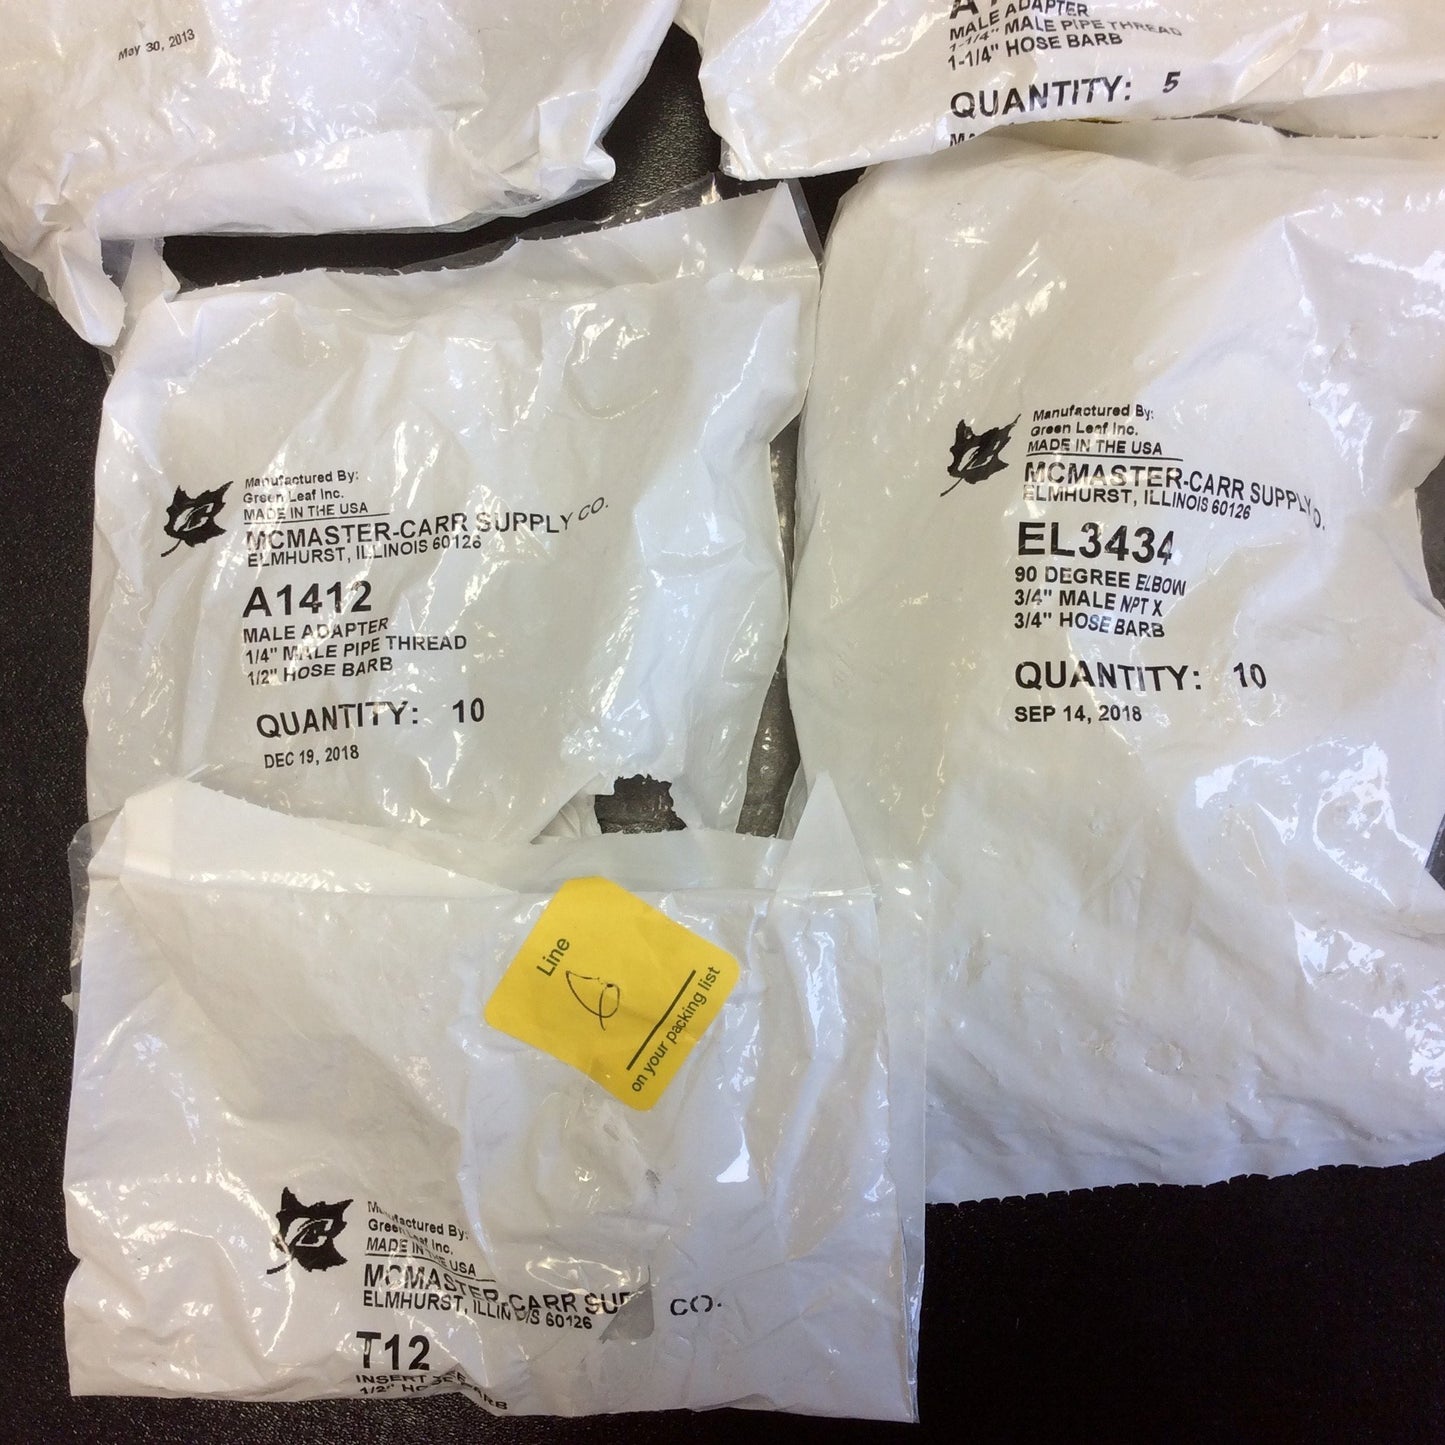 May 30, 2013
MALE ADAPTER
1-1/4" MALE PIPE THREAD
1-1/4" HOSE BARB
QUANTITY: 5
Manufactured By:
Green Leaf Inc.
MADE IN THE USA
MCMASTER-CARR SUPPLY CO.
ELMHURST, ILLINOIS 60126
A1412
MALE ADAPTER
1/4" MALE PIPE THREAD
1/2" HOSE BARB
QUANTITY: 10
DEC 19, 2018
Manufactured By:
Green Leaf Inc.
MADE IN THE USA
MCMASTER-CARR SUPPLY CO.
ELMHURST, ILLINOIS 60126
EL3434
90 DEGREE ELBOW
3/4" MALE NPT X
3/4" HOSE BARB
QUANTITY: 10
SEP 14, 2018
Line
6
on your packing list
Manufactured By:
Green Leaf Inc.
MADE IN THE USA
MCMASTER-CARR SUP CO.
ELMHURST, ILLINOIS 60126
T12
INSERT TEE
1/2" HOSE BARB